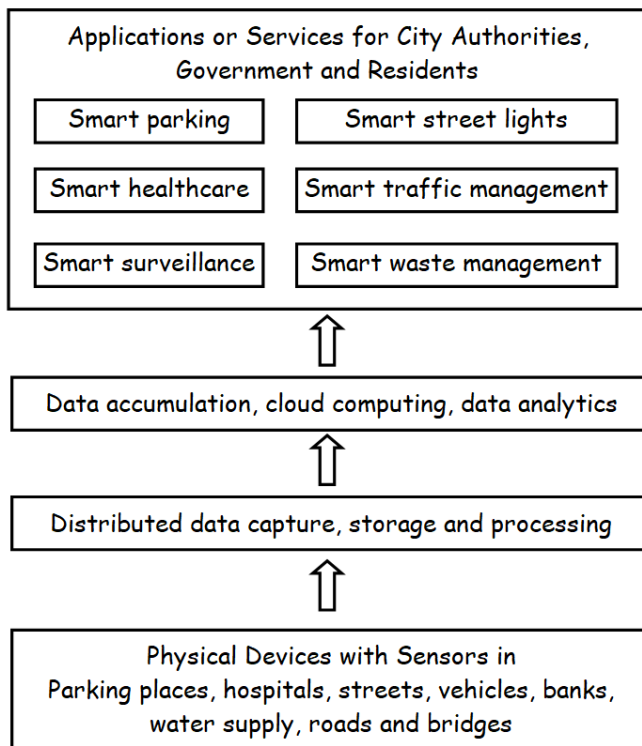 Applications or Services for City Authorities,
Government and Residents
Smart parking
Smart street lights
Smart healthcare
Smart traffic management
Smart surveillance
Smart waste management
Data accumulation, cloud computing, data analytics
Distributed data capture, storage and processing
Physical Devices with Sensors in
Parking places, hospitals, streets, vehicles, banks,
water supply, roads and bridges